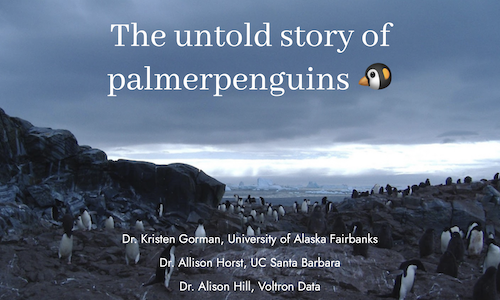 The untold story of
palmerpenguins 🐧
Dr. Kristen Gorman, University of Alaska Fairbanks
Dr. Allison Horst, UC Santa Barbara
Dr. Alison Hill, Voltron Data